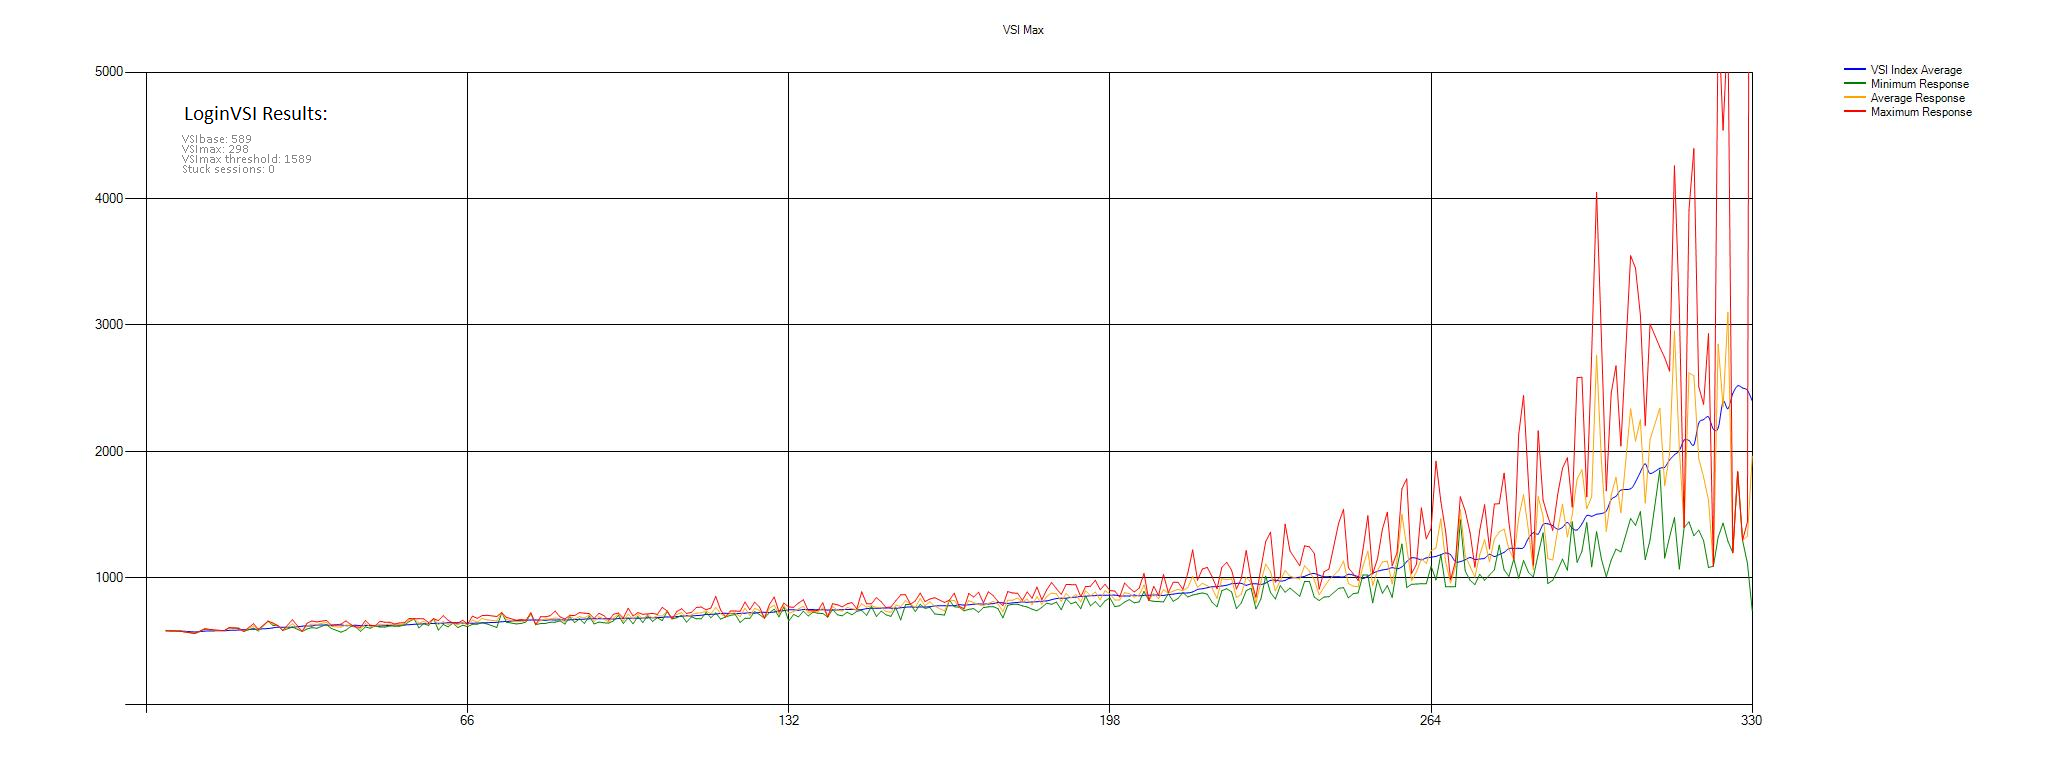 VSI Max
5000
LoginVSI Results:
VSIbase: 589
VSImax: 298
VSImax threshold: 1589
Stuck sessions: 0
4000
3000
2000
1000
66
132
198
264
330
VSI Index Average
Minimum Response
Average Response
Maximum Response